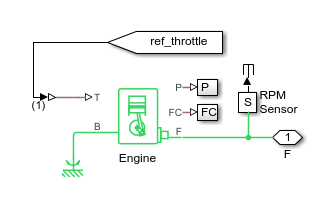 ref_throttle
(1)
T
P
P
FC
FC
S
RPM
Sensor
B
F
1
F
Engine